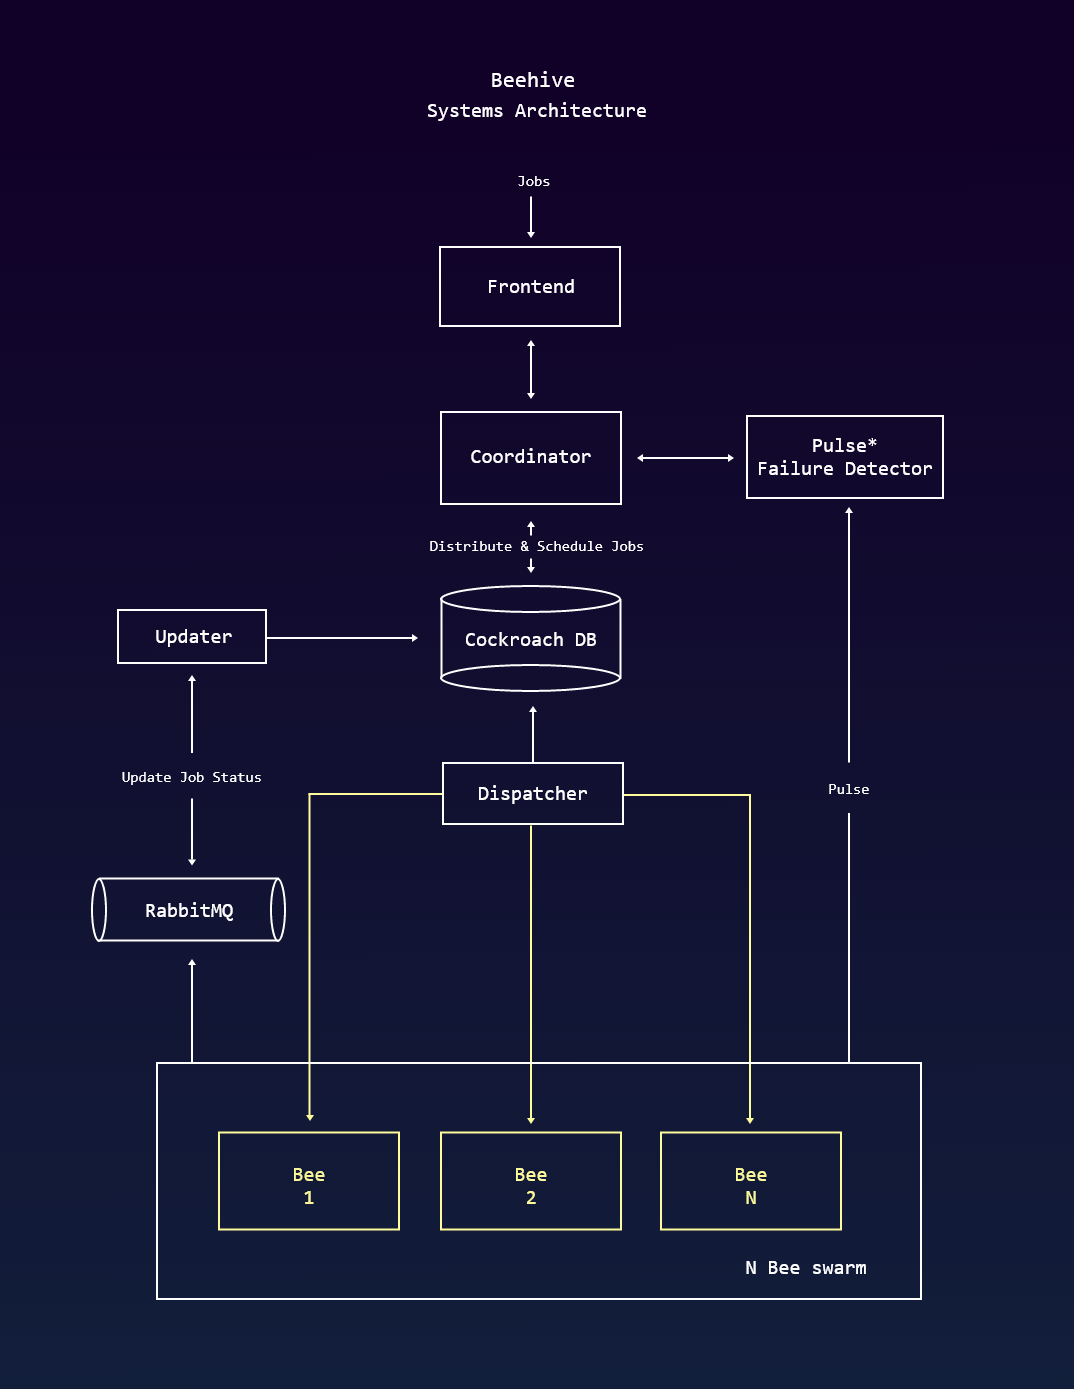 Beehive
Systems Architecture
Jobs
Frontend
Coordinator
Pulse*
Failure Detector
Distribute & Schedule Jobs
Updater
Cockroach DB
Update Job Status
Dispatcher
Pulse
RabbitMQ
Bee
1
Bee
2
Bee
N
N Bee swarm